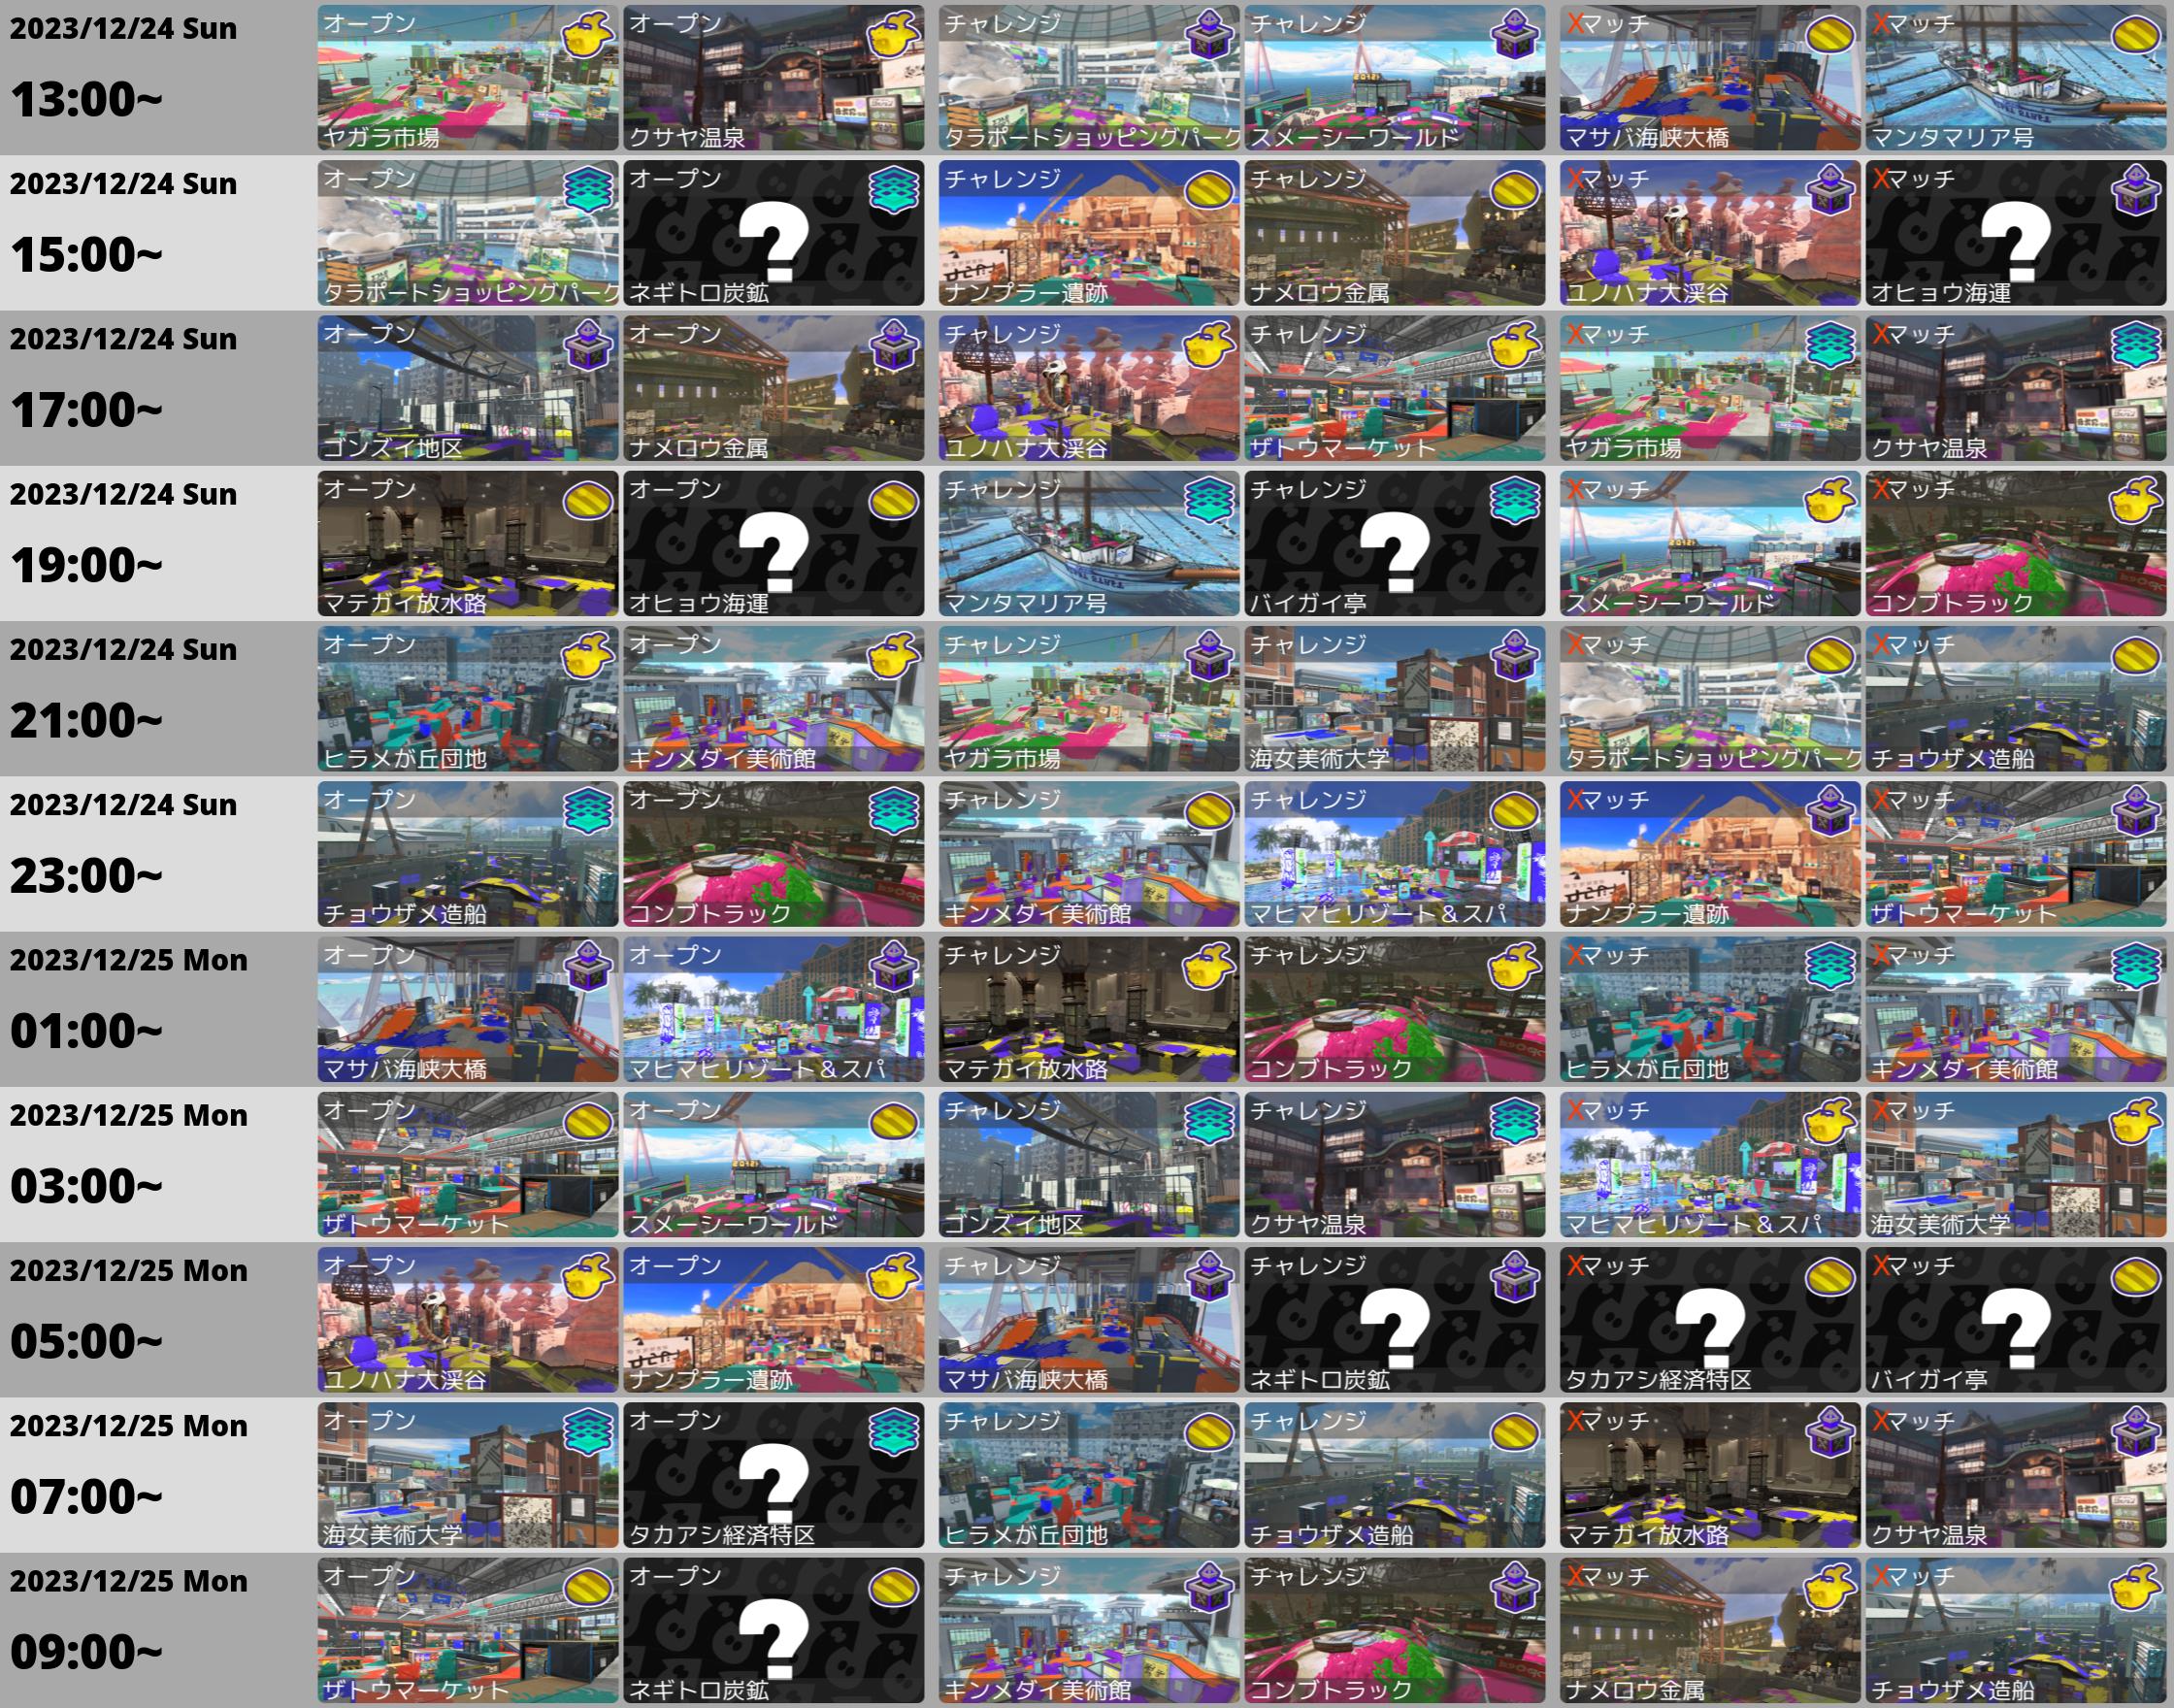 2023/12/24 Sun
13:00~
オープン
ヤガラ市場
オープン
クサヤ温泉
チャレンジ
タラポートショッピングパーク
チャレンジ
スメーシーワールド
Xマッチ
マサバ海峡大橋
Xマッチ
マンタマリア号
2023/12/24 Sun
15:00~
オープン
タラポートショッピングパーク
オープン
?
ネギトロ炭鉱
チャレンジ
ナンプラー遺跡
チャレンジ
ナメロウ金属
Xマッチ
ユノハナ大渓谷
Xマッチ
?
オヒョウ海運
2023/12/24 Sun
17:00~
オープン
ゴンズイ地区
オープン
ナメロウ金属
チャレンジ
ユノハナ大渓谷
チャレンジ
ザトウマーケット
Xマッチ
ヤガラ市場
Xマッチ
クサヤ温泉
2023/12/24 Sun
19:00~
オープン
マテガイ放水路
オープン
?
オヒョウ海運
チャレンジ
マンタマリア号
チャレンジ
?
バイガイ亭
Xマッチ
スメーシーワールド
Xマッチ
コンブトラック
2023/12/24 Sun
21:00~
オープン
ヒラメが丘団地
オープン
キンメダイ美術館
チャレンジ
ヤガラ市場
チャレンジ
海女美術大学
Xマッチ
タラポートショッピングパーク
Xマッチ
チョウザメ造船
2023/12/24 Sun
23:00~
オープン
チョウザメ造船
オープン
コンブトラック
チャレンジ
キンメダイ美術館
チャレンジ
マヒマヒリゾート&スパ
Xマッチ
ナンプラー遺跡
Xマッチ
ザトウマーケット
2023/12/25 Mon
01:00~
オープン
マサバ海峡大橋
オープン
マヒマヒリゾート&スパ
チャレンジ
マテガイ放水路
チャレンジ
コンブトラック
Xマッチ
ヒラメが丘団地
Xマッチ
キンメダイ美術館
2023/12/25 Mon
03:00~
オープン
ザトウマーケット
オープン
スメーシーワールド
チャレンジ
ゴンズイ地区
チャレンジ
クサヤ温泉
Xマッチ
マヒマヒリゾート&スパ
Xマッチ
海女美術大学
2023/12/25 Mon
05:00~
オープン
ユノハナ大渓谷
オープン
ナンプラー遺跡
チャレンジ
マサバ海峡大橋
チャレンジ
?
ネギトロ炭鉱
Xマッチ
?
タカアシ経済特区
Xマッチ
?
バイガイ亭
2023/12/25 Mon
07:00~
オープン
海女美術大学
オープン
?
タカアシ経済特区
チャレンジ
ヒラメが丘団地
チャレンジ
チョウザメ造船
Xマッチ
マテガイ放水路
Xマッチ
クサヤ温泉
2023/12/25 Mon
09:00~
オープン
ザトウマーケット
オープン
?
ネギトロ炭鉱
チャレンジ
キンメダイ美術館
チャレンジ
コンブトラック
Xマッチ
ナメロウ金属
Xマッチ
チョウザメ造船